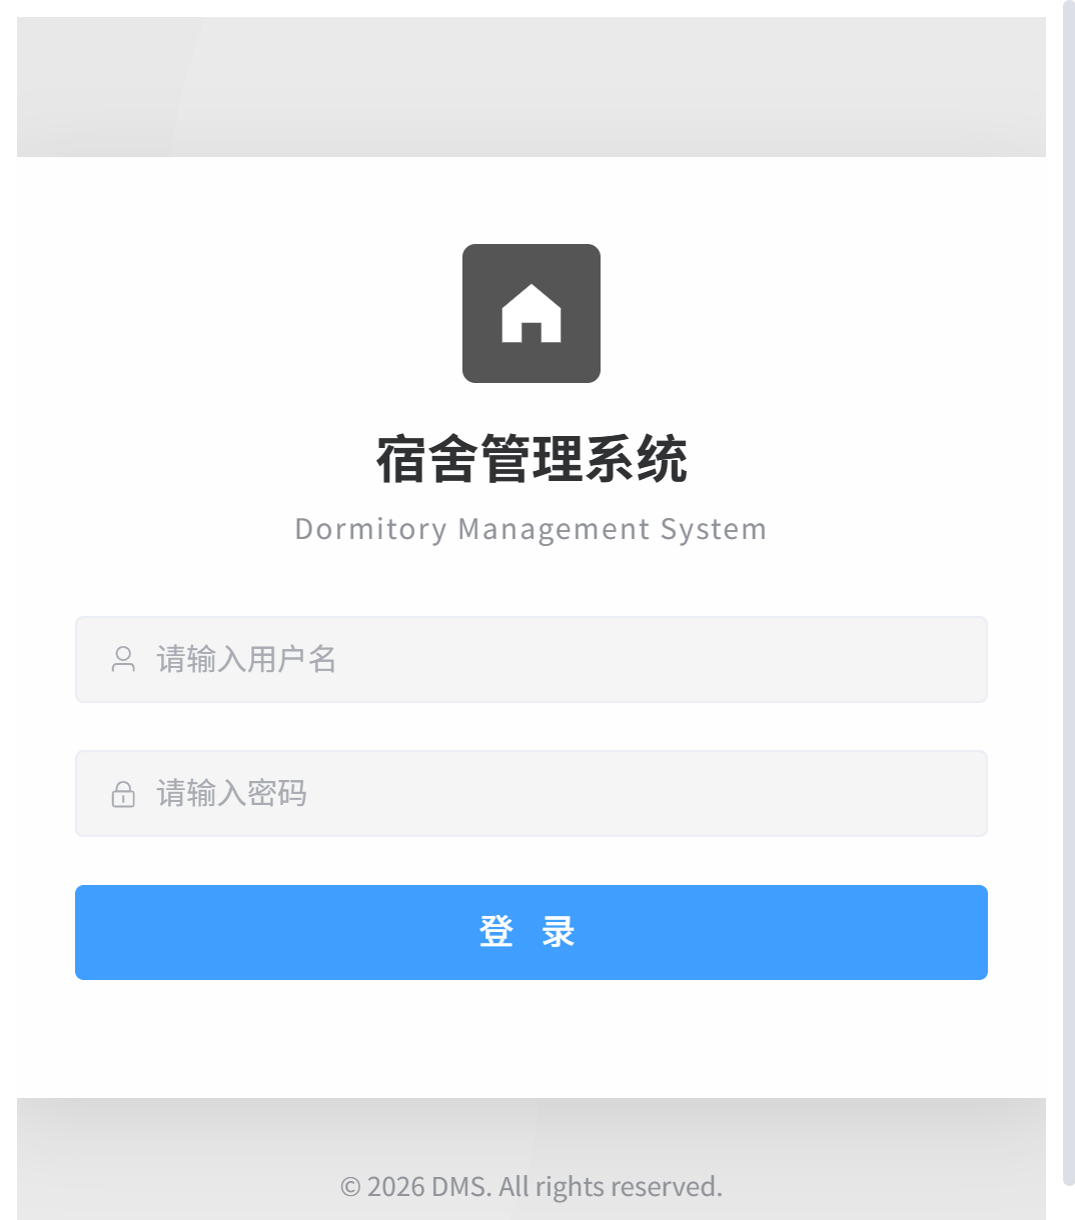 宿舍管理系统
Dormitory Management System
请输入用户名
请输入密码
登 录
© 2026 DMS. All rights reserved.